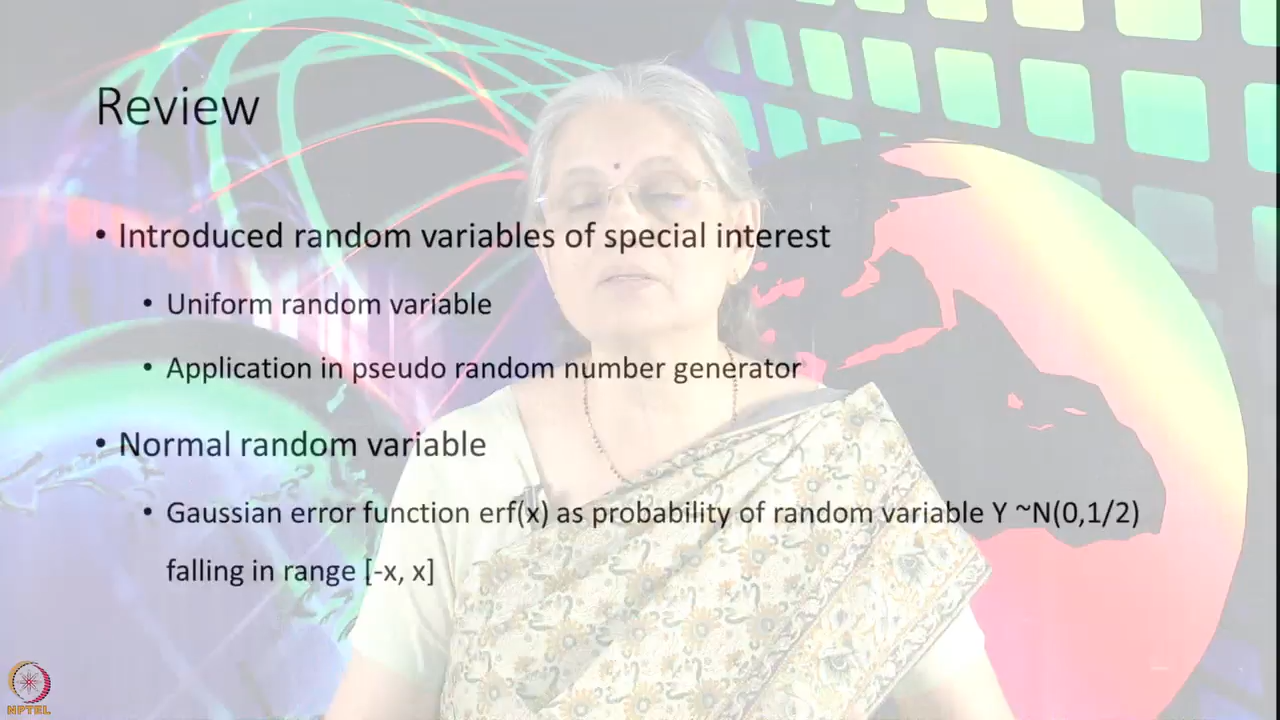 Review
• Introduced random variables of special interest
• Uniform random variable
• Application in pseudo random number generator
• Normal random variable
• Gaussian error function erf(x) as probability of random variable Y ~N(0,1/2)
falling in range [-x, x]
NPTEL